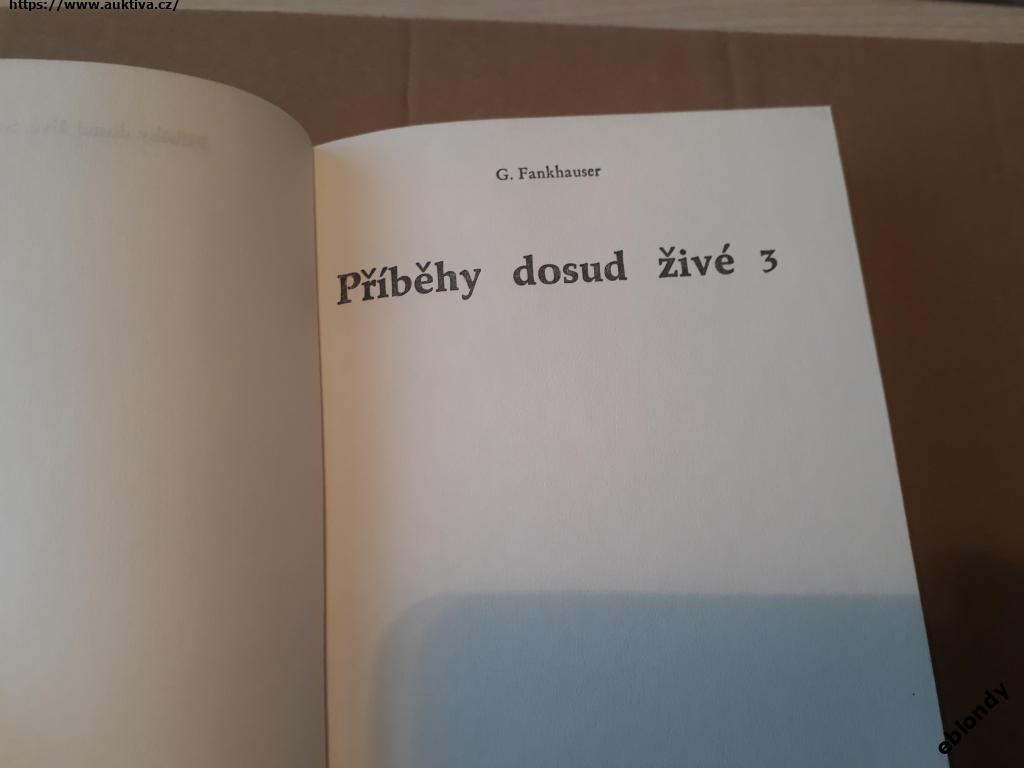 https://www.auktiva.cz/
G. Fankhauser
Příběhy dosud živé 3
eblondy